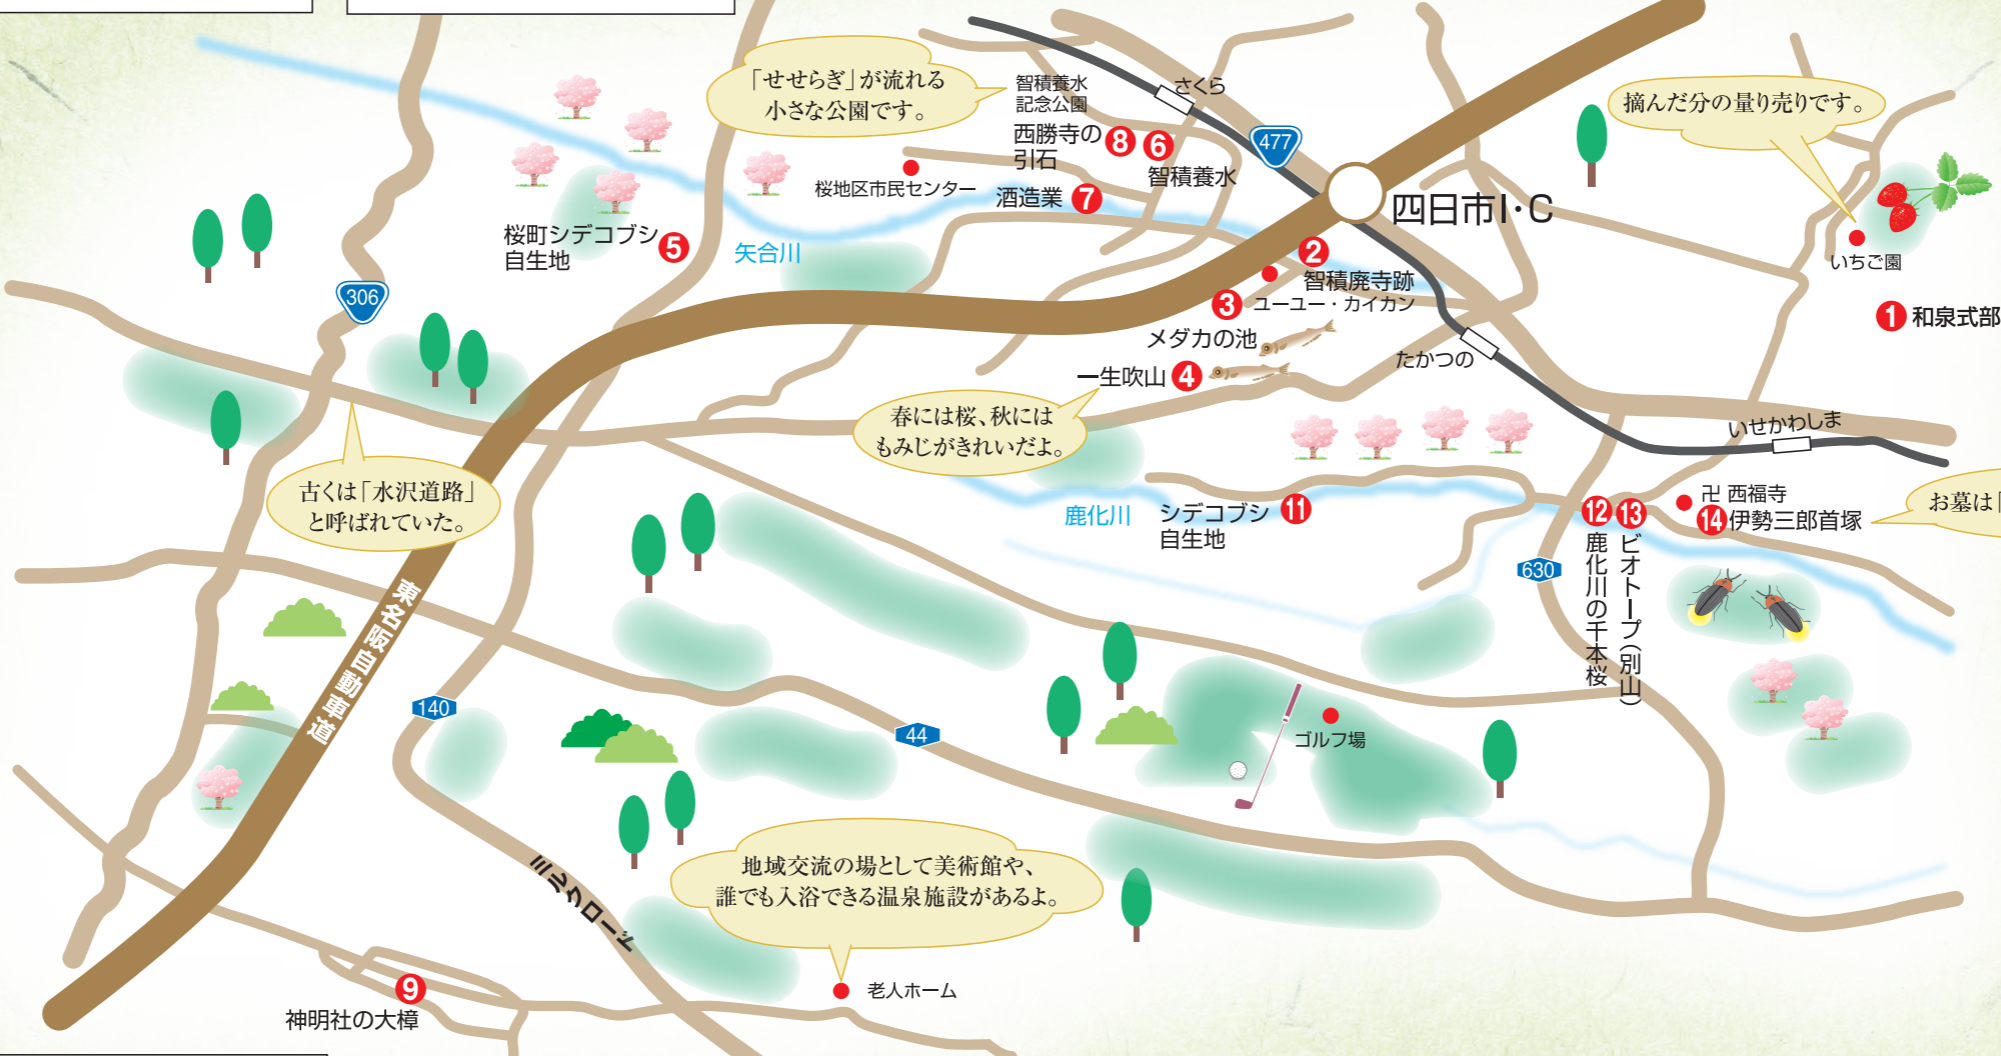 「せせらぎ」が流れる
小さな公園です。
智積養水
記念公園
さくら
477
摘んだ分の量り売りです。
西勝寺の
引石
8
6
智積養水
桜地区市民センター
酒造業
7
四日市I・C
桜町シデコブシ
自生地
5
矢合川
2
智積廃寺跡
ユーユー・カイカン
3
メダカの池
いちご園
1
和泉式部
306
一生吹山
4
たかつの
春には桜、秋には
もみじがきれいだよ。
いせかわしま
古くは「水沢道路」
と呼ばれていた。
鹿化川
シデコブシ
自生地
11
12
鹿化川の千本桜
13
ビオトープ(別山)
卍 西福寺
14
伊勢三郎首塚
お墓は「
630
東名阪自動車道
140
44
ゴルフ場
ミルクロード
地域交流の場として美術館や、
誰でも入浴できる温泉施設があるよ。
老人ホーム
9
神明社の大樟